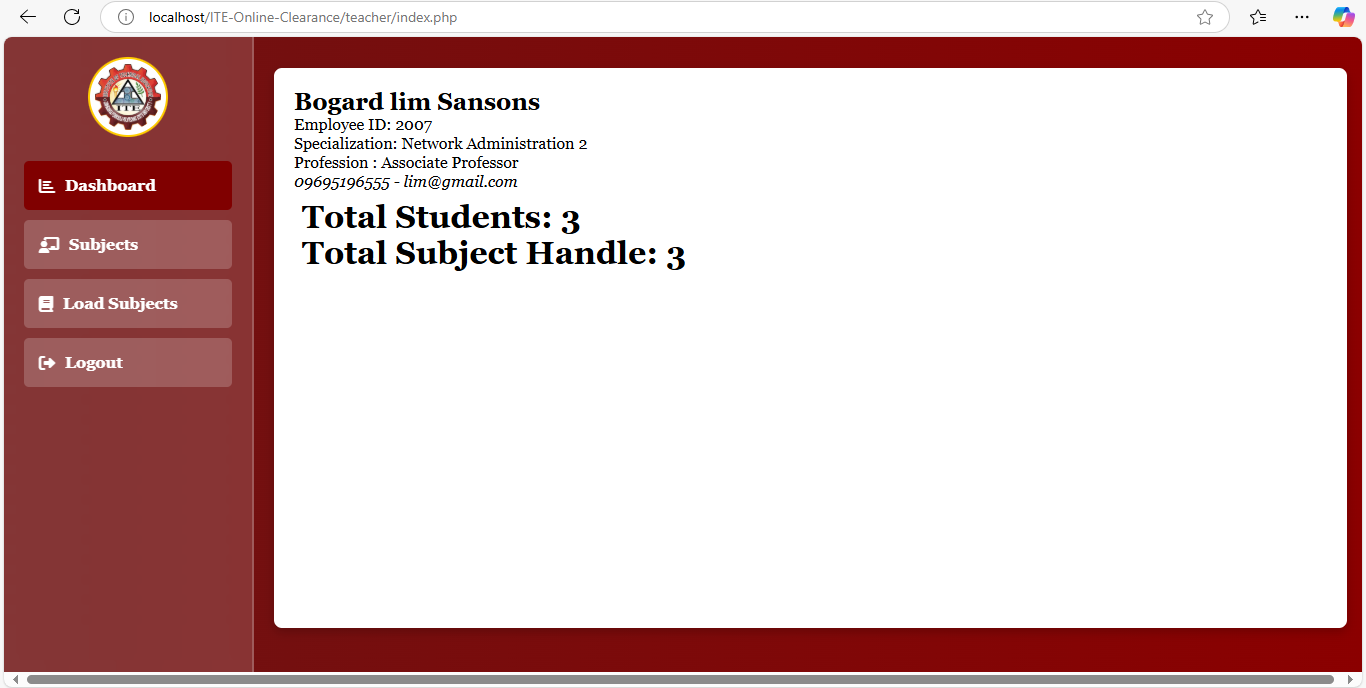 localhost/ITE-Online-Clearance/teacher/index.php
Dashboard
Subjects
Load Subjects
Logout
Bogard lim Sansons
Employee ID: 2007
Specialization: Network Administration 2
Profession : Associate Professor
09695196555 - lim@gmail.com
Total Students: 3
Total Subject Handle: 3